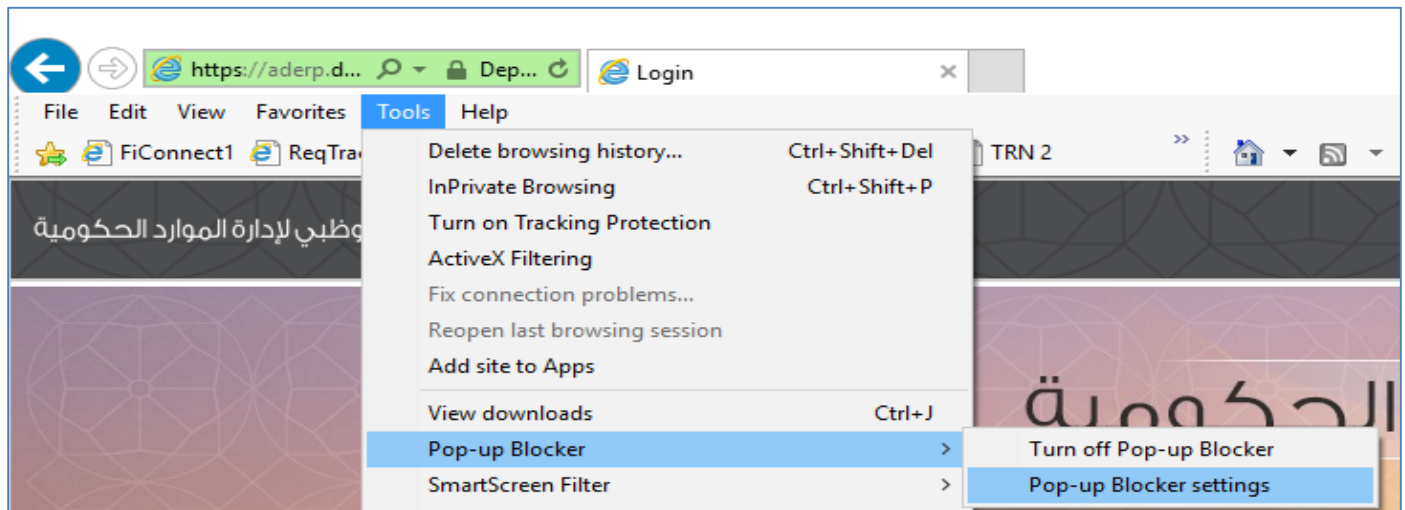 https://aderp.d... Dep... Login
File Edit View Favorites Tools Help
FiConnect1 ReqTra TRN 2
Delete browsing history... Ctrl+Shift+Del
InPrivate Browsing Ctrl+Shift+P
Turn on Tracking Protection
وظبي لإدارة الموارد الحكومية
ActiveX Filtering
Fix connection problems...
Reopen last browsing session
Add site to Apps
View downloads Ctrl+J
الحكومية
Pop-up Blocker > Turn off Pop-up Blocker
SmartScreen Filter > Pop-up Blocker settings